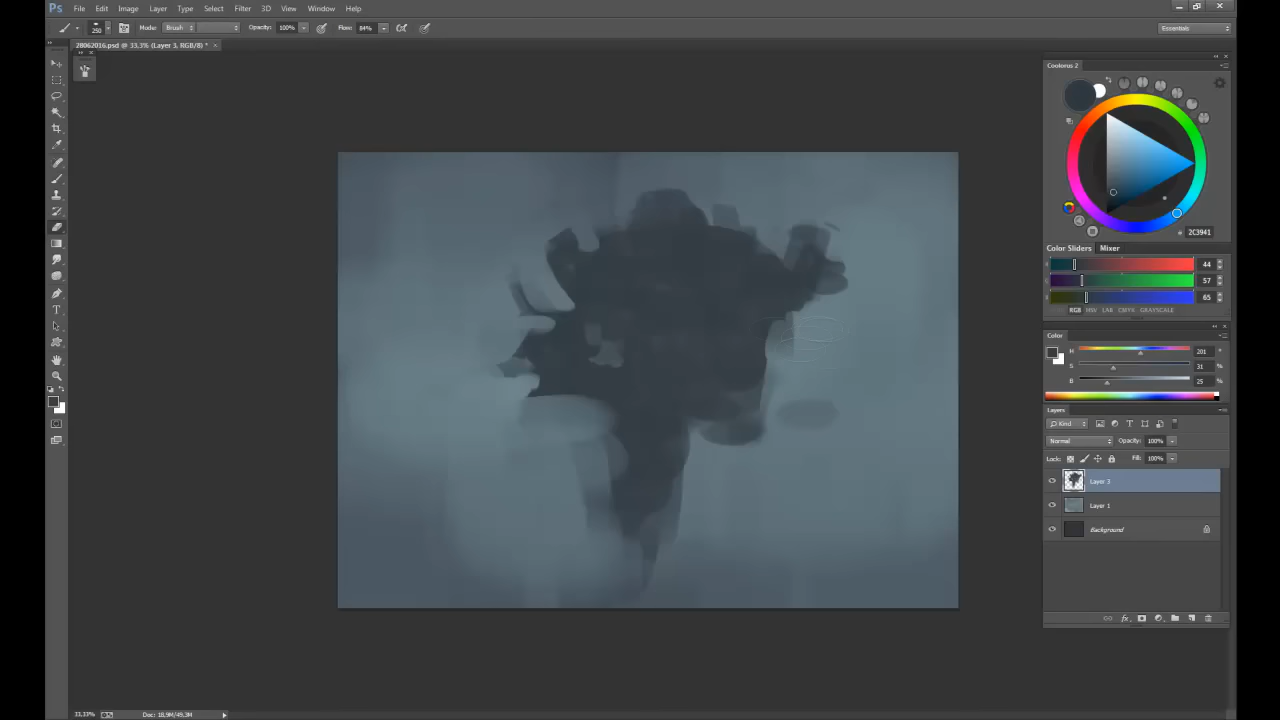 Ps File Edit Image Layer Type Select Filter 3D View Window Help
250 Mode: Brush Opacity: 100% Flow: 84% Essentials
28062016.psd @ 33,3% (Layer 3, RGB/8) *
Coolorus 2
2C3941
Color Sliders Mixer
44
57
65
RGB HSV LAB CMYK GRAYSCALE
Color
H 201 °
S 31 %
B 25 %
Layers
Kind
Normal Opacity: 100%
Lock: Fill: 100%
Layer 3
Layer 1
Background
33,33% Doc: 18,9M/49,3M